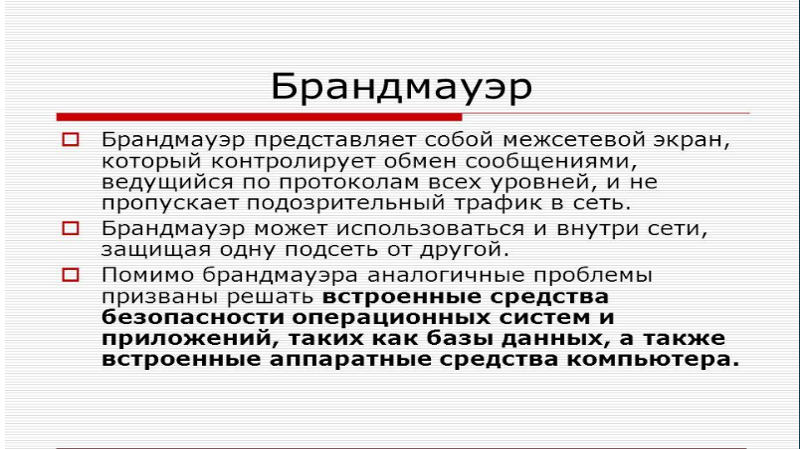 Брандмауэр
Брандмауэр представляет собой межсетевой экран,
который контролирует обмен сообщениями,
ведущийся по протоколам всех уровней, и не
пропускает подозрительный трафик в сеть.
Брандмауэр может использоваться и внутри сети,
защищая одну подсеть от другой.
Помимо брандмауэра аналогичные проблемы
призваны решать встроенные средства
безопасности операционных систем и
приложений, таких как базы данных, а также
встроенные аппаратные средства компьютера.